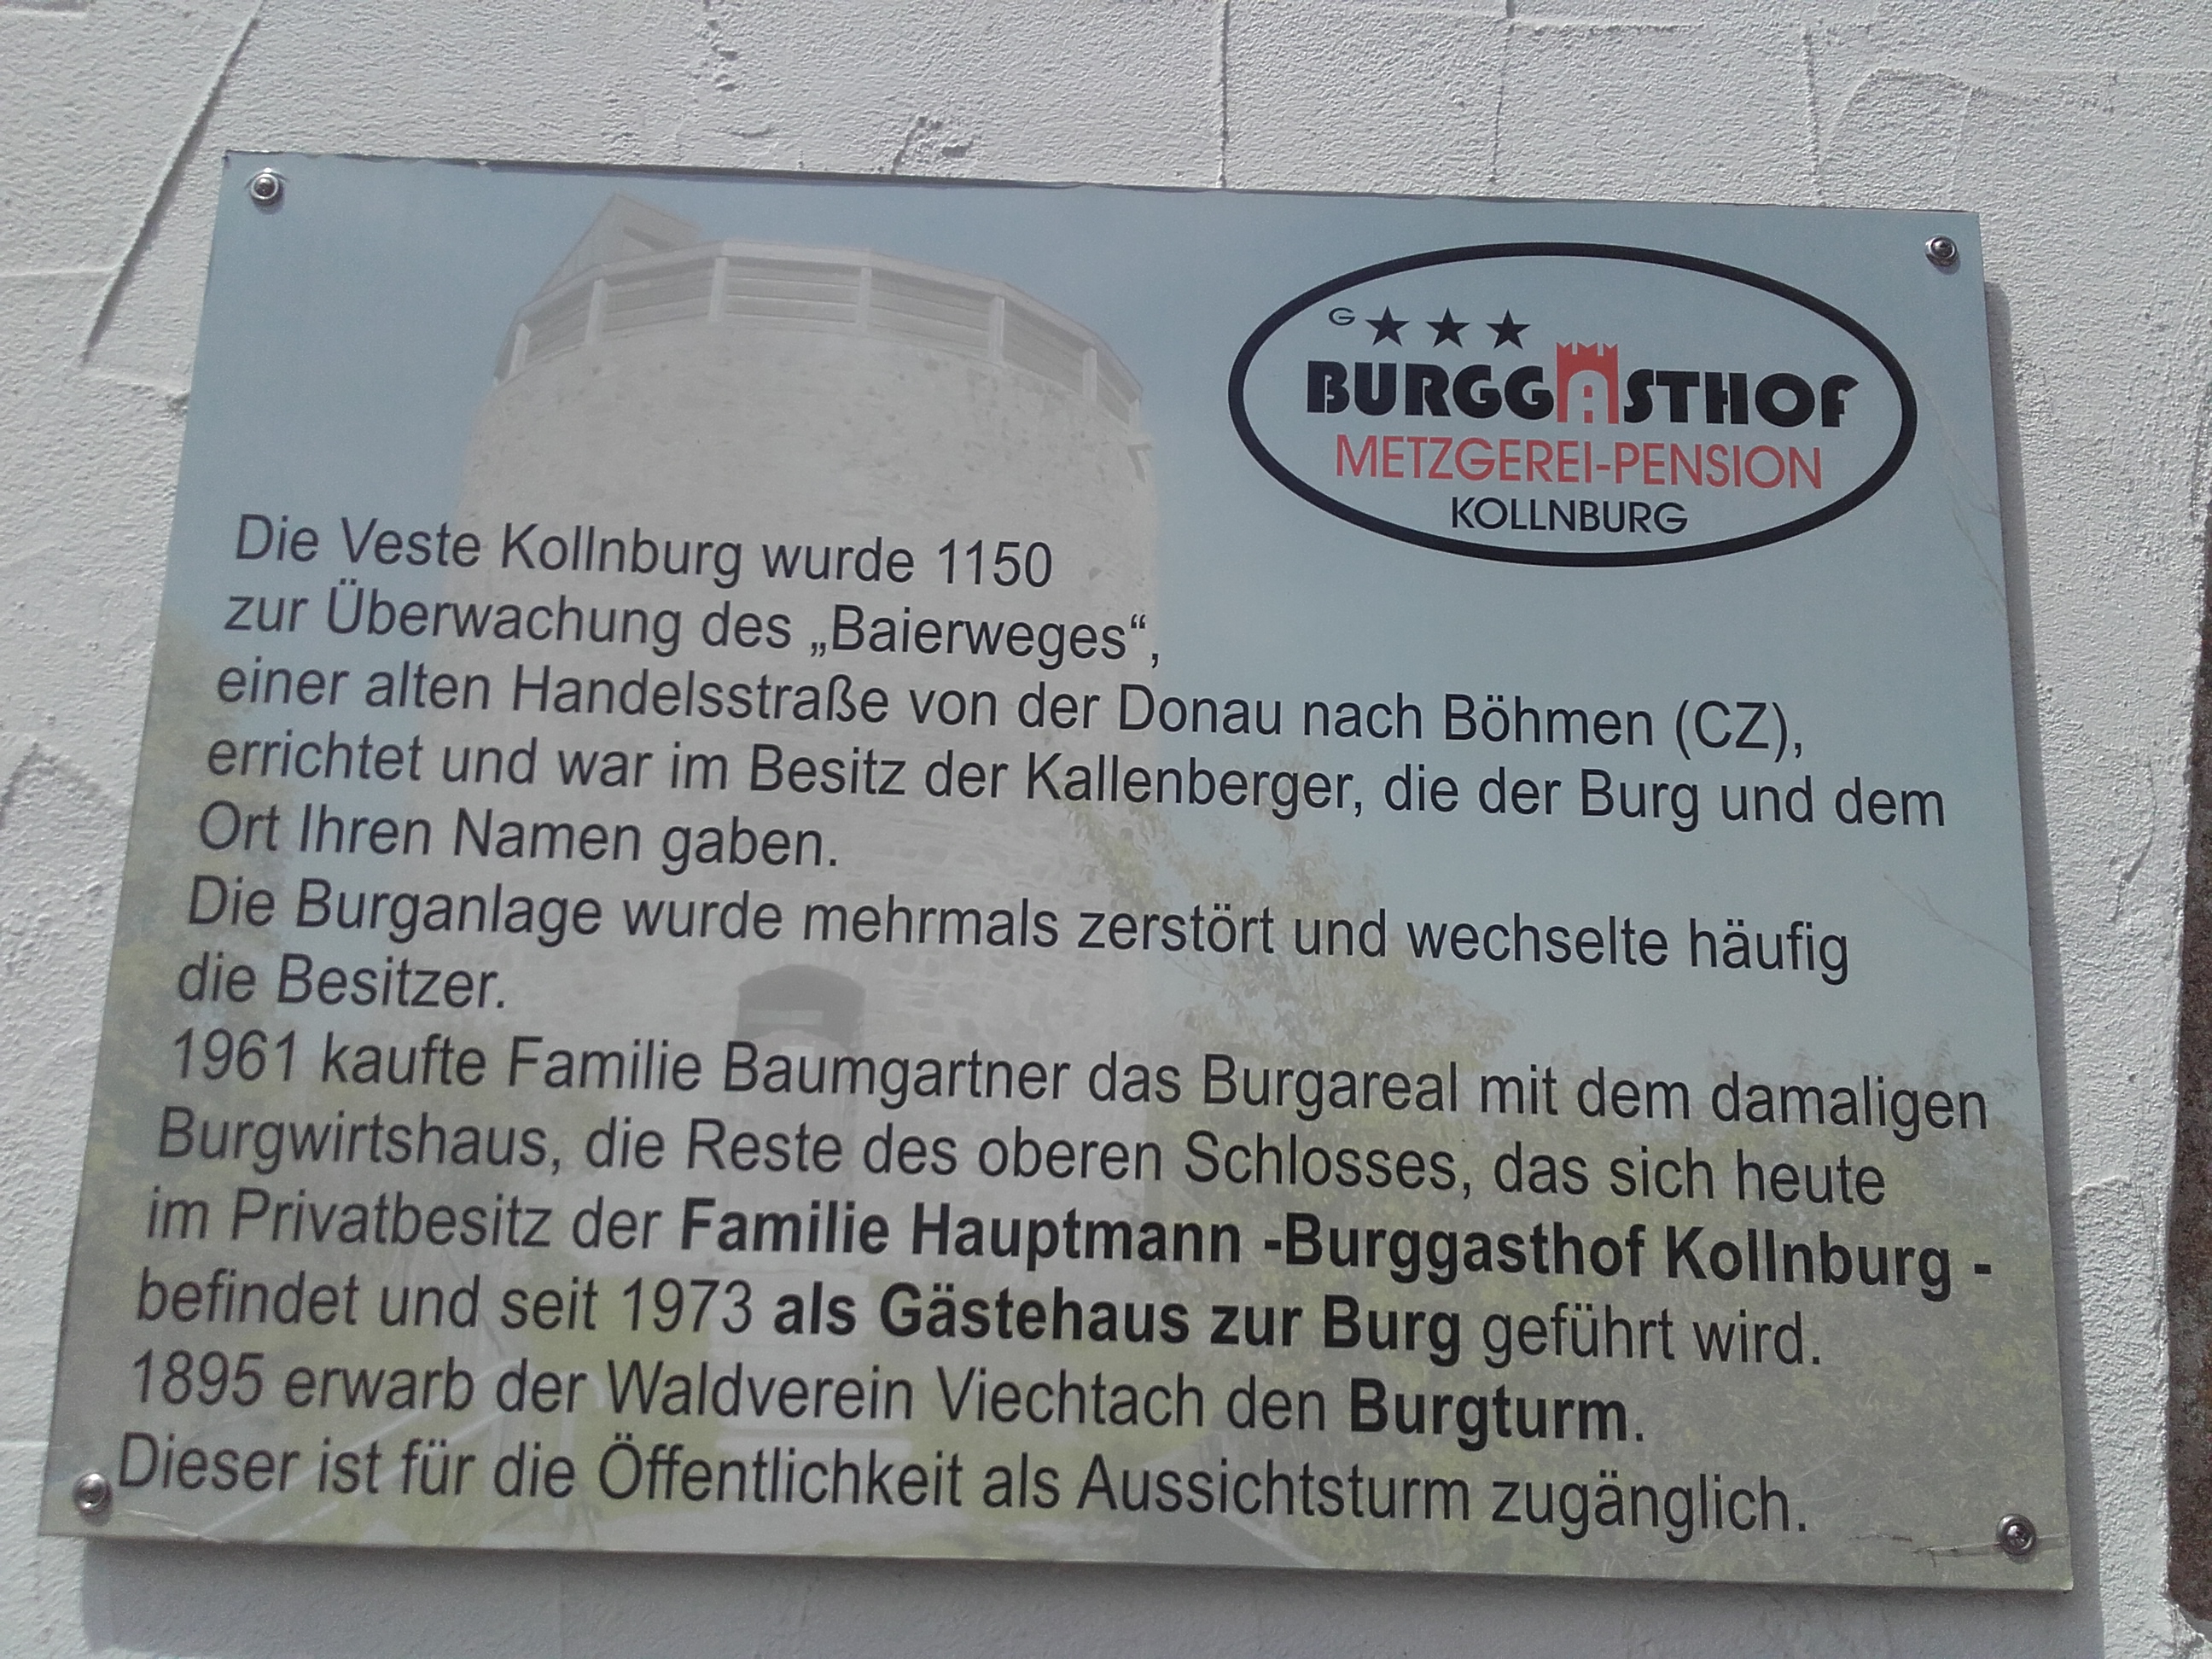 G ★★★
BURGGASTHOF
METZGEREI-PENSION
KOLLNBURG
Die Veste Kollnburg wurde 1150
zur Überwachung des „Baierweges“,
einer alten Handelsstraße von der Donau nach Böhmen (CZ),
errichtet und war im Besitz der Kallenberger, die der Burg und dem
Ort Ihren Namen gaben.
Die Burganlage wurde mehrmals zerstört und wechselte häufig
die Besitzer.
1961 kaufte Familie Baumgartner das Burgareal mit dem damaligen
Burgwirtshaus, die Reste des oberen Schlosses, das sich heute
im Privatbesitz der Familie Hauptmann -Burggasthof Kollnburg -
befindet und seit 1973 als Gästehaus zur Burg geführt wird.
1895 erwarb der Waldverein Viechtach den Burgturm.
Dieser ist für die Öffentlichkeit als Aussichtsturm zugänglich.